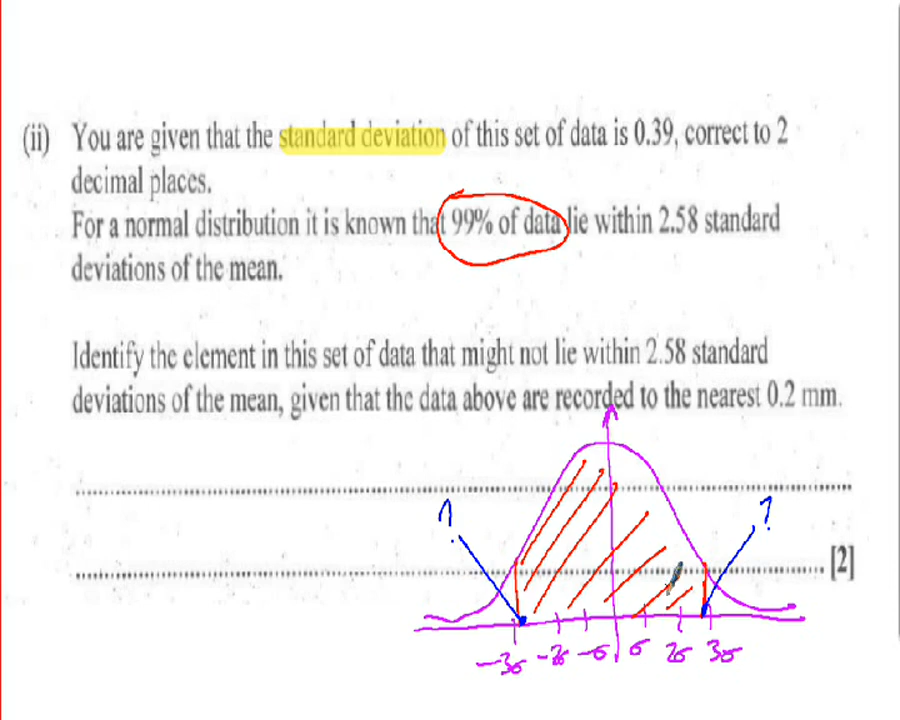 (ii) You are given that the standard deviation of this set of data is 0.39, correct to 2
decimal places.
For a normal distribution it is known that 99% of data lie within 2.58 standard
deviations of the mean.
Identify the element in this set of data that might not lie within 2.58 standard
deviations of the mean, given that the data above are recorded to the nearest 0.2 mm.
? ?
[2]
-3σ -2σ -σ σ 2σ 3σ